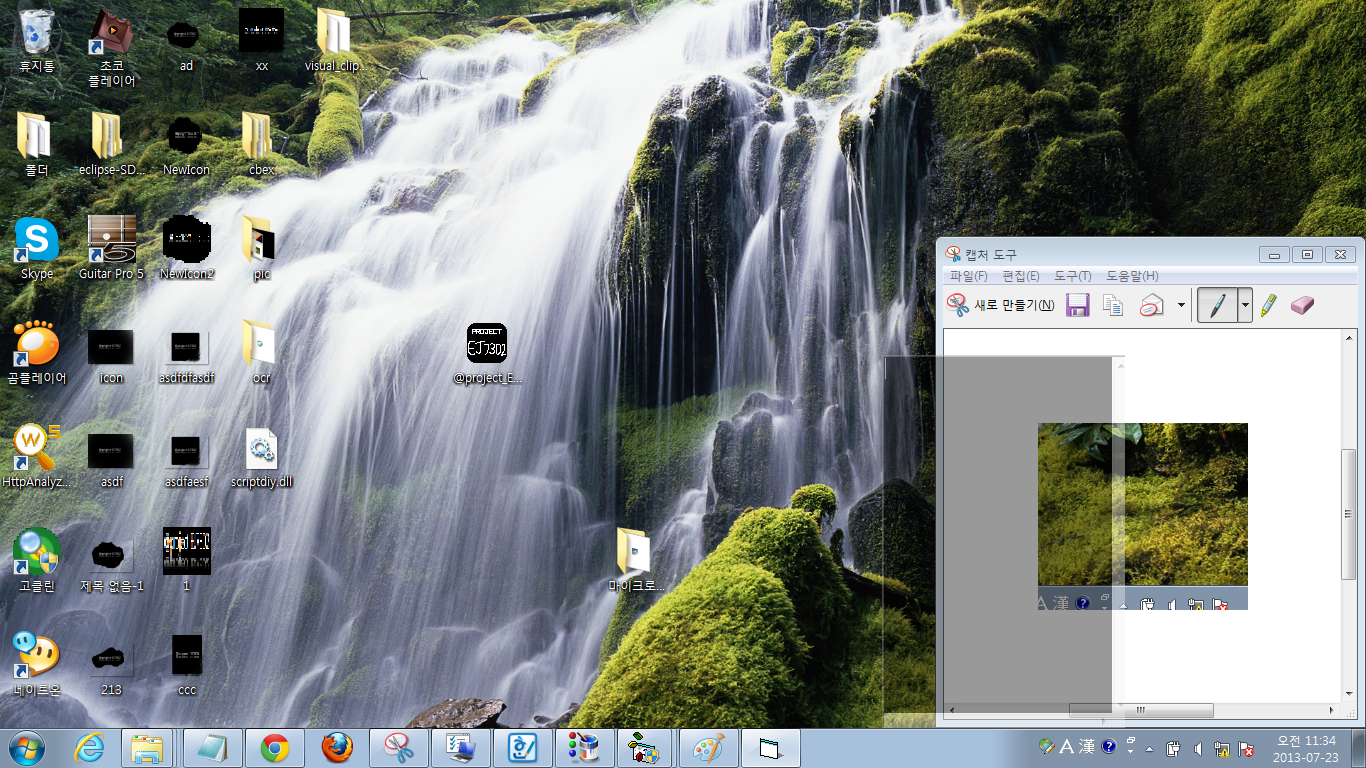 휴지통
초코
플레이어
ad
xx
visual_clip...
폴더
eclipse-SD...
NewIcon
cbex
Skype
Guitar Pro 5
NewIcon2
pic
곰플레이어
icon
asdfdfasdf
ocr
PROJECT
EJ7302
@project_E...
HttpAnalyz...
asdf
asdfaesf
scriptdiy.dll
고클린
제목 없음-1
1
마이크로...
네이트온
213
ccc
캡처 도구
파일(F) 편집(E) 도구(T) 도움말(H)
새로 만들기(N)
A 漢
A 漢
오전 11:34
2013-07-23